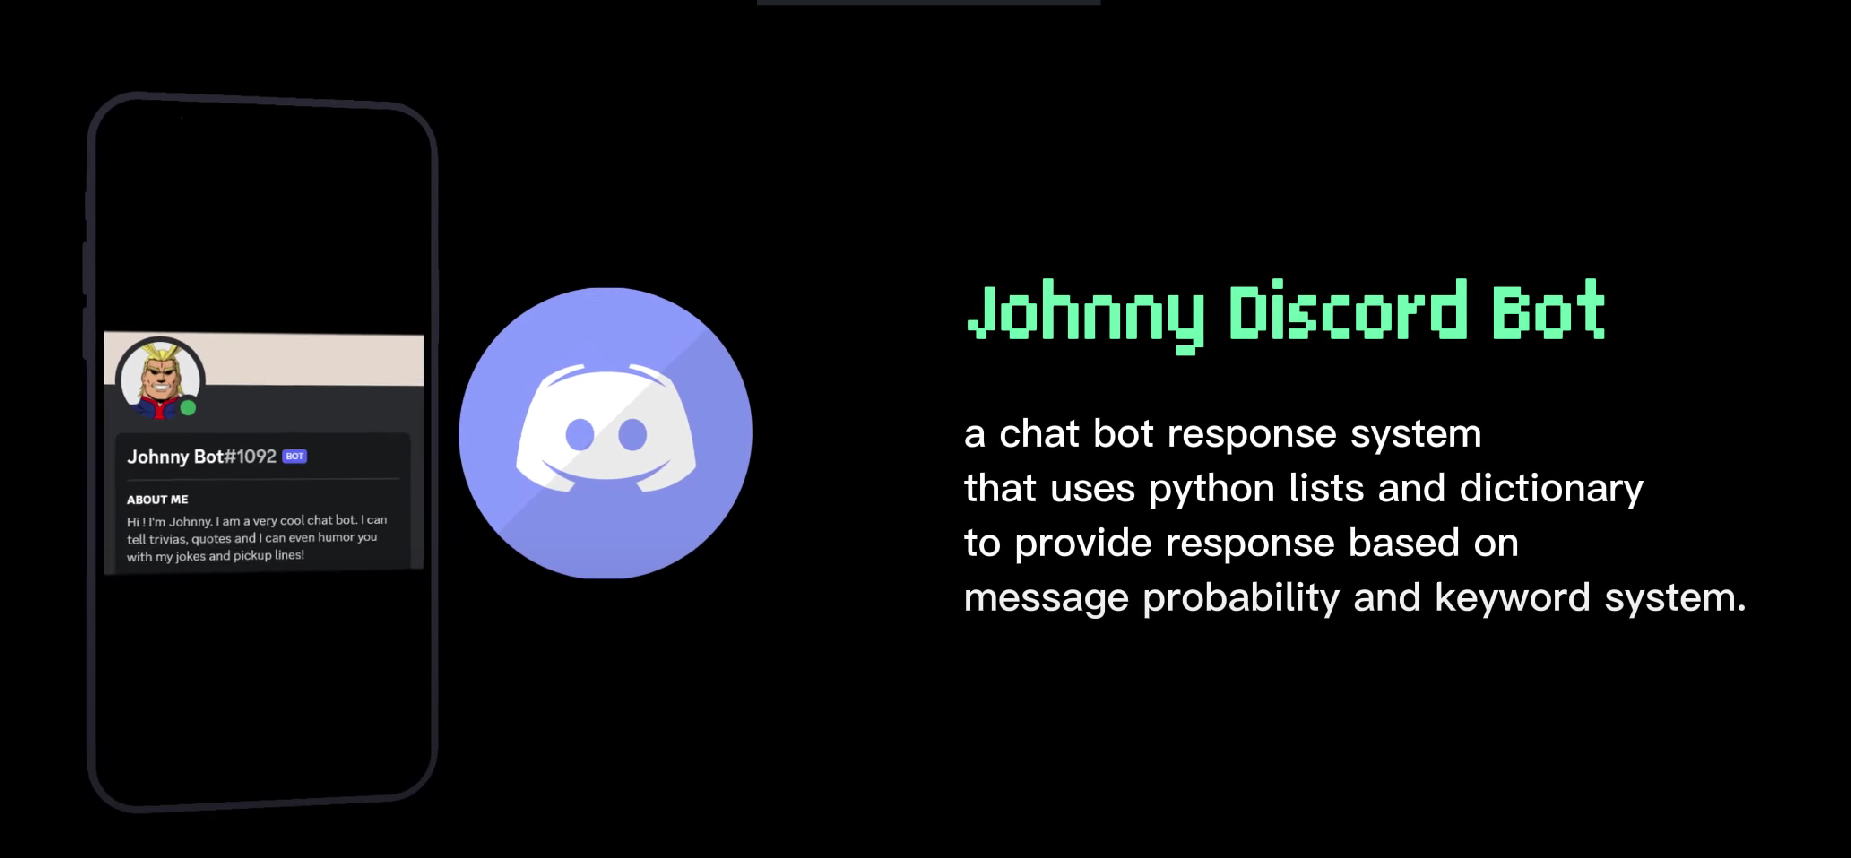 Johnny Bot#1092 BOT
ABOUT ME
Hi ! I'm Johnny. I am a very cool chat bot. I can
tell trivias, quotes and I can even humor you
with my jokes and pickup lines!
Johnny Discord Bot
a chat bot response system
that uses python lists and dictionary
to provide response based on
message probability and keyword system.